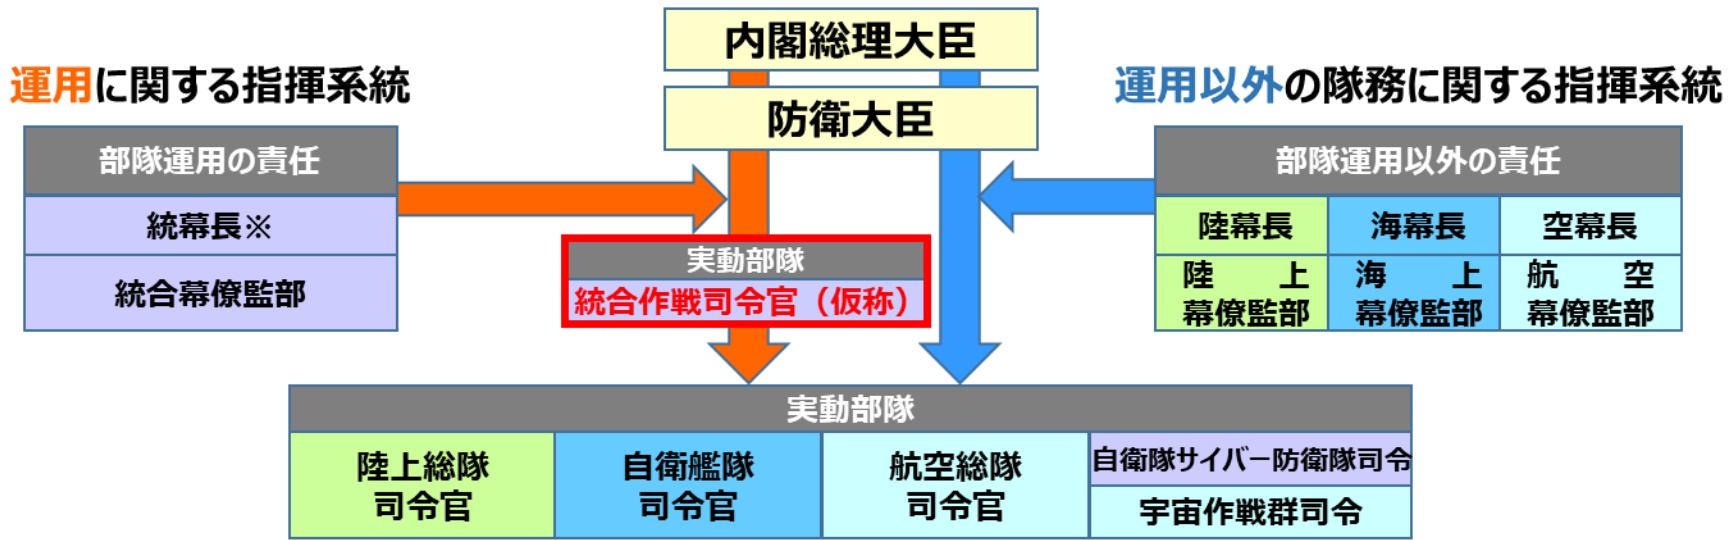 内閣総理大臣
防衛大臣
運用に関する指揮系統
部隊運用の責任
統幕長※
統合幕僚監部
運用以外の隊務に関する指揮系統
部隊運用以外の責任
陸幕長
海幕長
空幕長
陸上
幕僚監部
海上
幕僚監部
航空
幕僚監部
実動部隊
統合作戦司令官（仮称）
実動部隊
陸上総隊
司令官
自衛艦隊
司令官
航空総隊
司令官
自衛隊サイバー防衛隊司令
宇宙作戦群司令